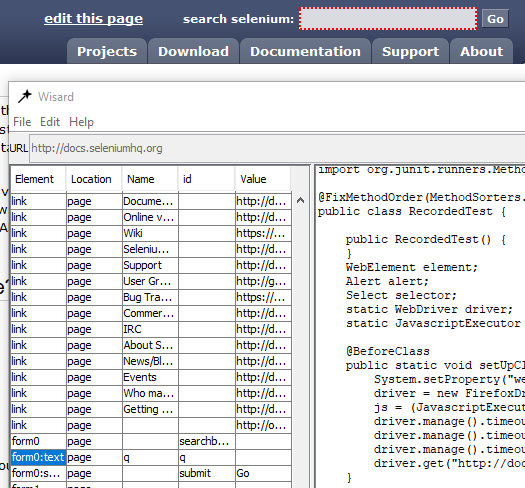 edit this page search selenium: Go
Projects Download Documentation Support About
Wisard
File Edit Help
URL http://docs.seleniumhq.org
Element Location Name id Value
link page Docume... http://d...
link page Online v... http://d...
link page Wiki https://...
link page Seleniu... http://d...
link page Support http://d...
link page User Gr... http://g...
link page Bug Tra... https://...
link page Commer... http://d...
link page IRC http://d...
link page About S... http://d...
link page News/Bl... http://d...
link page Events http://d...
link page Who ma... http://d...
link page Getting ... http://d...
link page http://o...
form0 page searchb...
form0:text page q q
form0:s... page submit Go
import org.junit.runners.Metho
@FixMethodOrder(MethodSorters.
public class RecordedTest {
public RecordedTest() {
}
WebElement element;
Alert alert;
Select selector;
static WebDriver driver;
static JavascriptExecutor
@BeforeClass
public static void setUpCl
System.setProperty("we
driver = new FirefoxDr
js = (JavascriptExecut
driver.manage().timeou
driver.manage().timeou
driver.manage().timeou
driver.get("http://doc
}